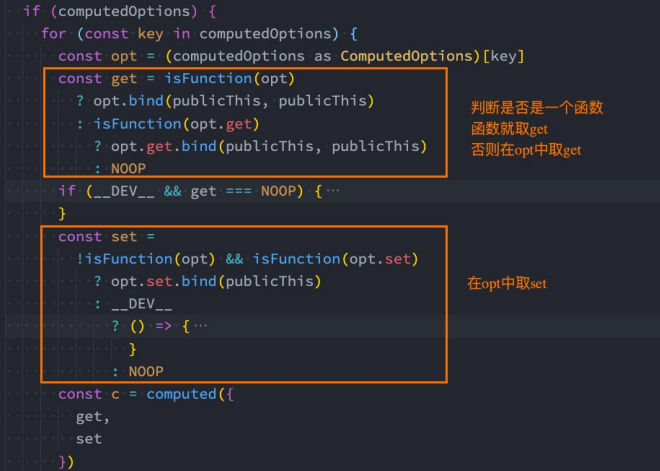 if (computedOptions) {
for (const key in computedOptions) {
const opt = (computedOptions as ComputedOptions)[key]
const get = isFunction(opt)
? opt.bind(publicThis, publicThis)
: isFunction(opt.get)
? opt.get.bind(publicThis, publicThis)
: NOOP
判断是否是一个函数
函数就取get
否则在opt中取get
if (__DEV__ && get === NOOP) {…
}
const set =
!isFunction(opt) && isFunction(opt.set)
? opt.set.bind(publicThis)
: __DEV__
? () => {…
}
: NOOP
在opt中取set
const c = computed({
get,
set
})